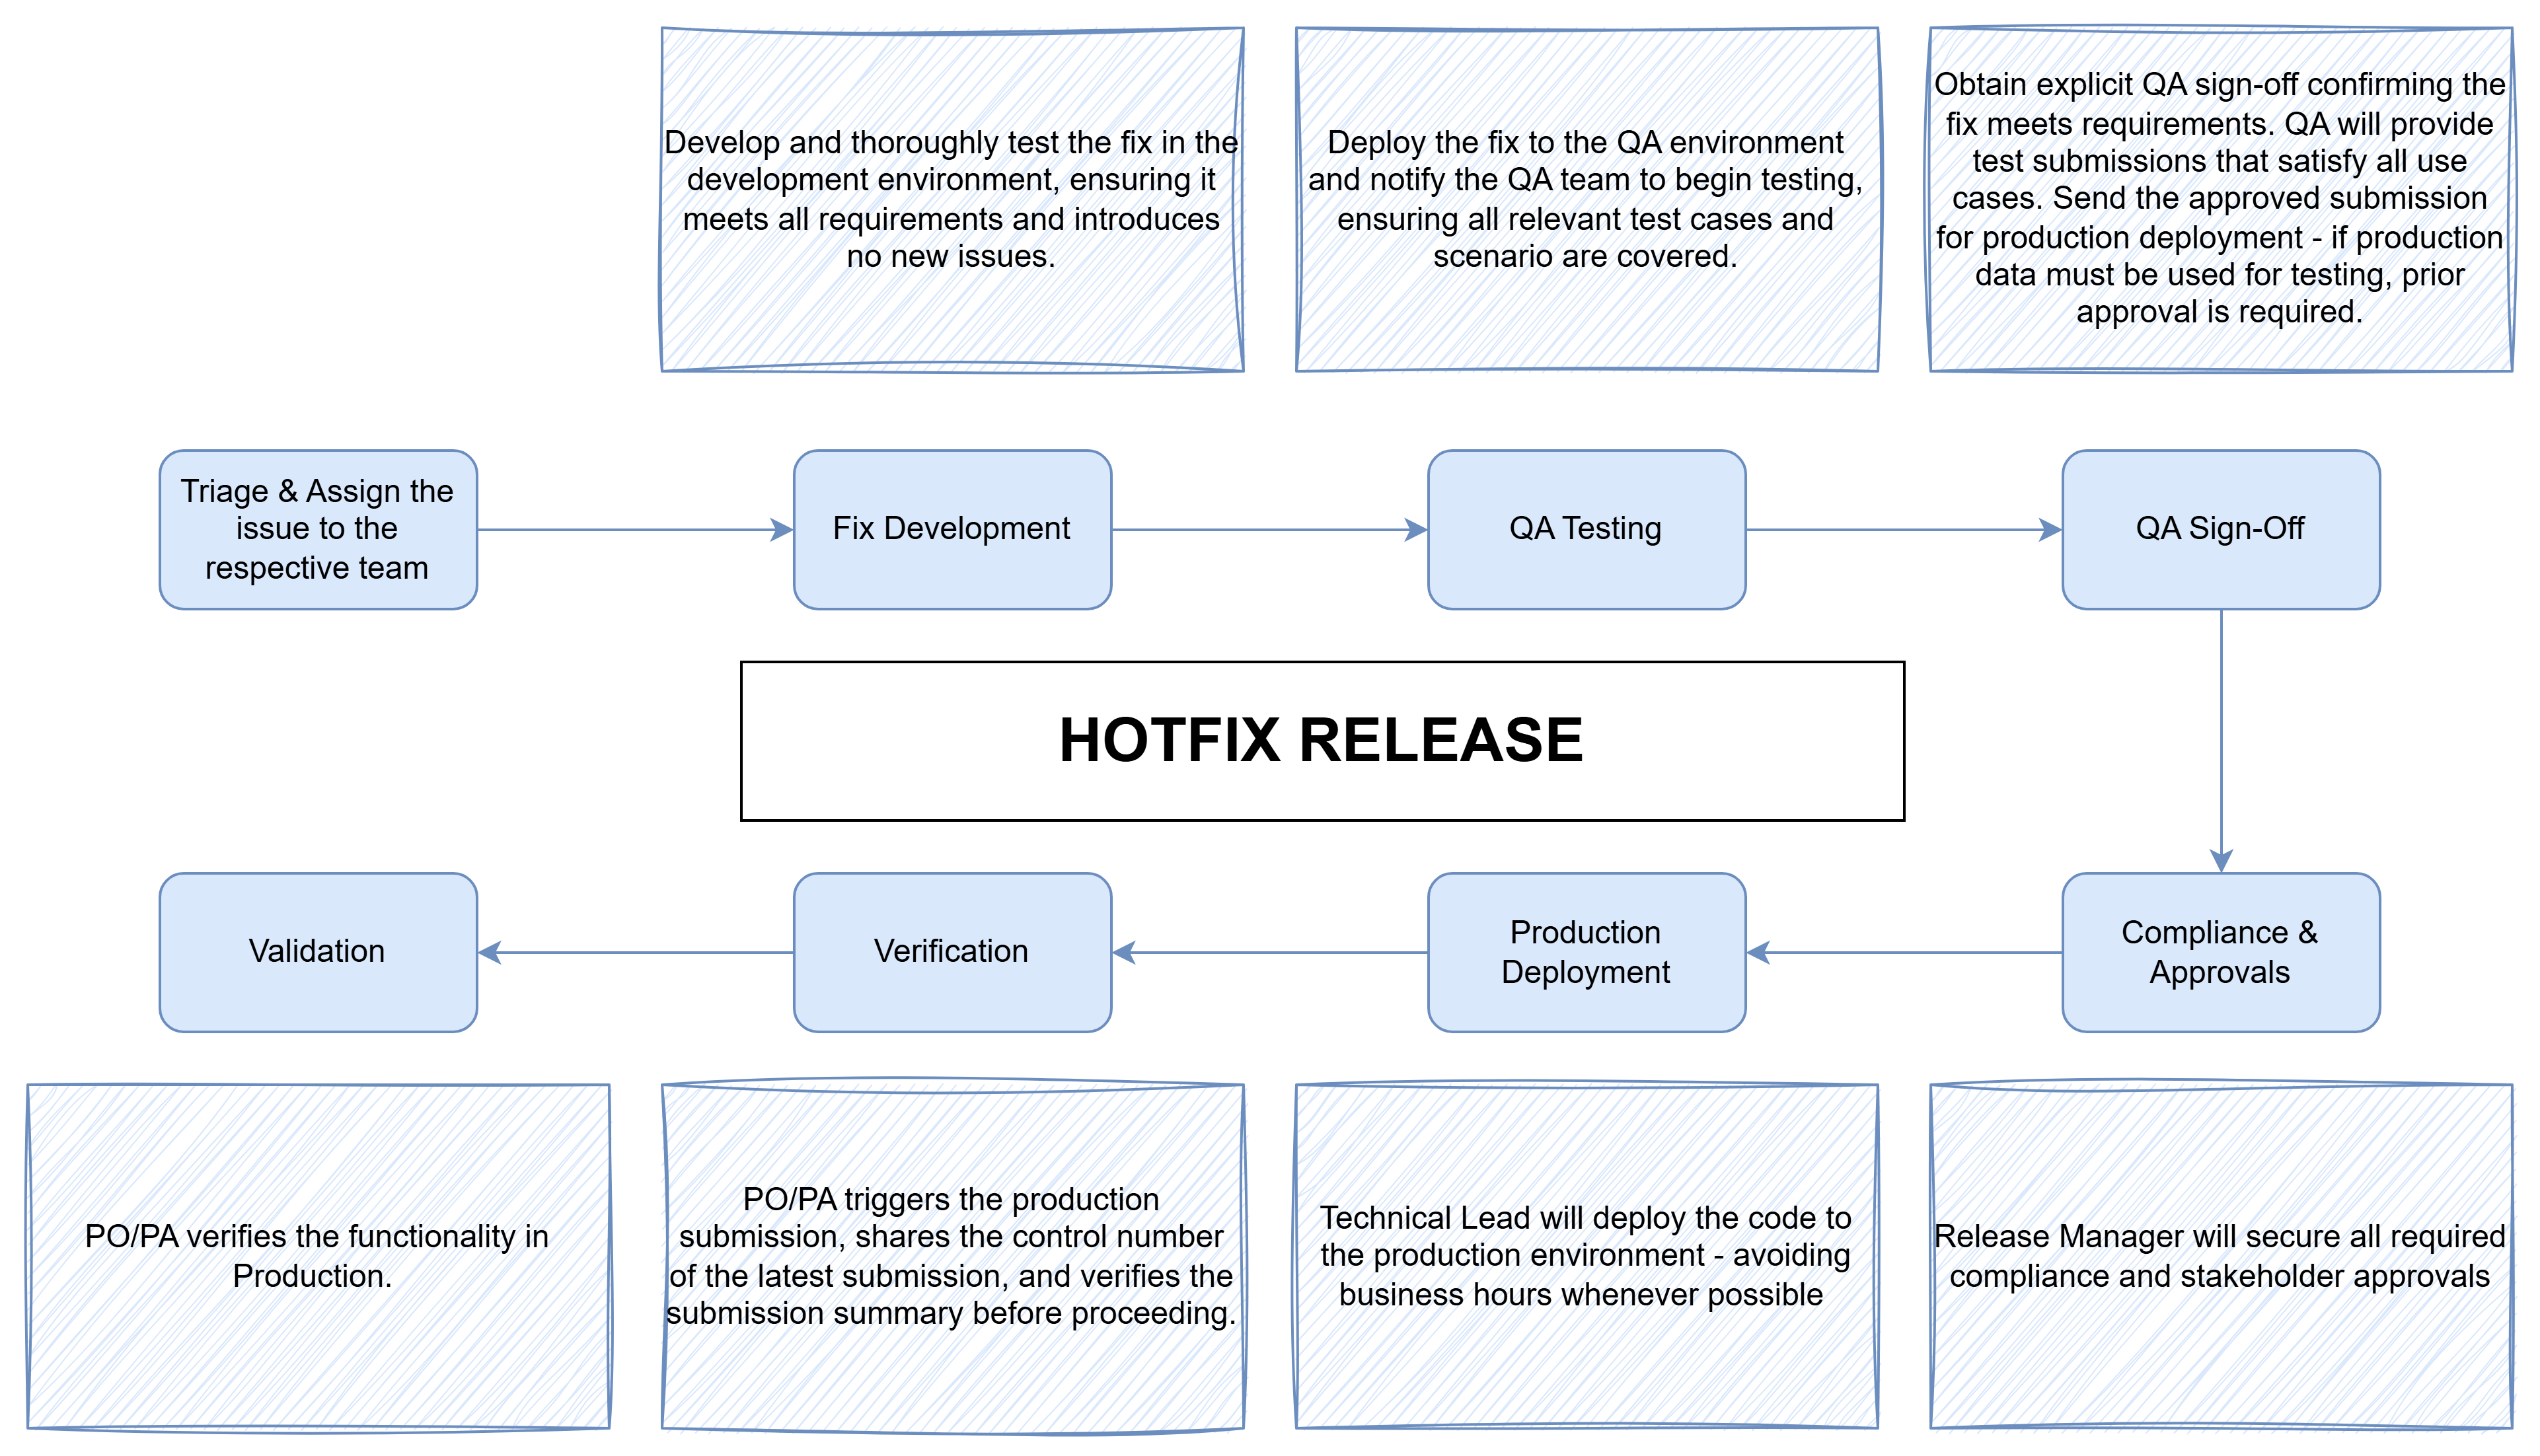 Develop and thoroughly test the fix in the
development environment, ensuring it
meets all requirements and introduces
no new issues.
Deploy the fix to the QA environment
and notify the QA team to begin testing,
ensuring all relevant test cases and
scenario are covered.
Obtain explicit QA sign-off confirming the
fix meets requirements. QA will provide
test submissions that satisfy all use
cases. Send the approved submission
for production deployment - if production
data must be used for testing, prior
approval is required.
Triage & Assign the
issue to the
respective team
Fix Development
QA Testing
QA Sign-Off
HOTFIX RELEASE
Validation
Verification
Production
Deployment
Compliance &
Approvals
PO/PA verifies the functionality in
Production.
PO/PA triggers the production
submission, shares the control number
of the latest submission, and verifies the
submission summary before proceeding.
Technical Lead will deploy the code to
the production environment - avoiding
business hours whenever possible
Release Manager will secure all required
compliance and stakeholder approvals